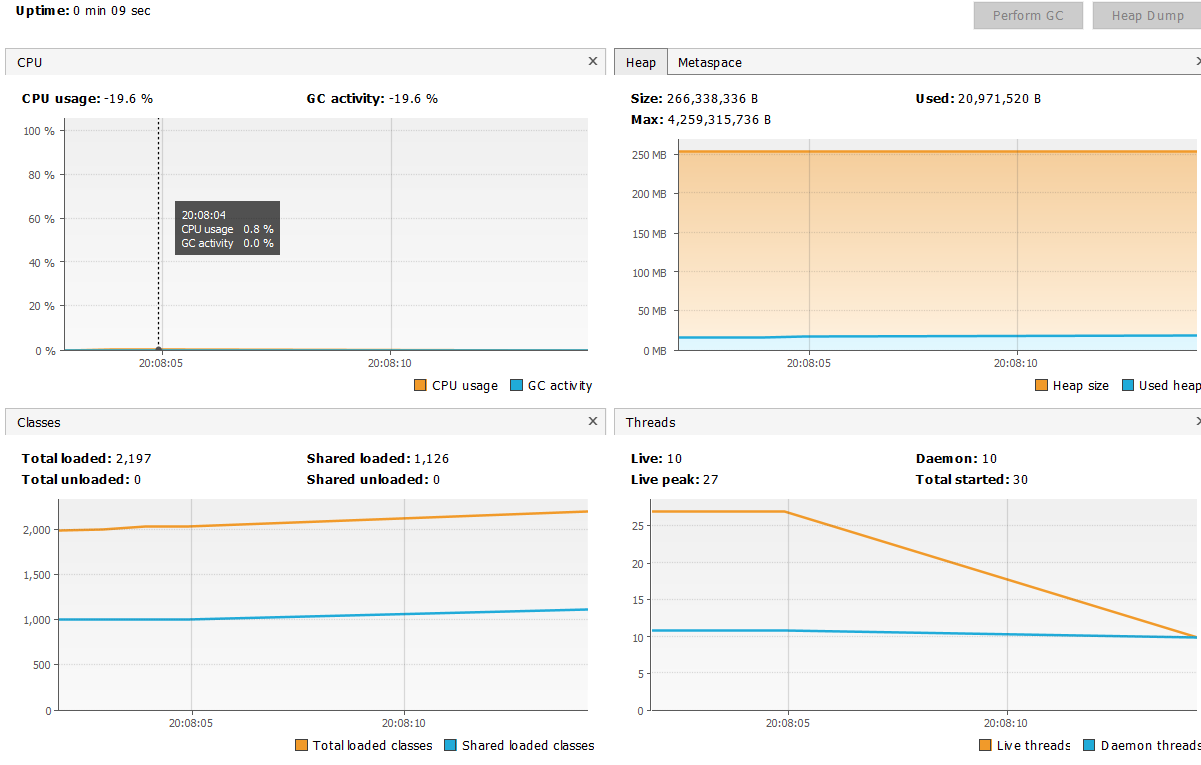 Uptime: 0 min 09 sec
Perform GC
Heap Dump
CPU
CPU usage: -19.6 %
GC activity: -19.6 %
100 %
80 %
60 %
40 %
20 %
0 %
20:08:04
CPU usage 0.8 %
GC activity 0.0 %
20:08:05
20:08:10
CPU usage
GC activity
Heap
Metaspace
Size: 266,338,336 B
Used: 20,971,520 B
Max: 4,259,315,736 B
250 MB
200 MB
150 MB
100 MB
50 MB
0 MB
20:08:05
20:08:10
Heap size
Used heap
Classes
Total loaded: 2,197
Shared loaded: 1,126
Total unloaded: 0
Shared unloaded: 0
2,000
1,500
1,000
500
0
20:08:05
20:08:10
Total loaded classes
Shared loaded classes
Threads
Live: 10
Daemon: 10
Live peak: 27
Total started: 30
25
20
15
10
5
0
20:08:05
20:08:10
Live threads
Daemon threads